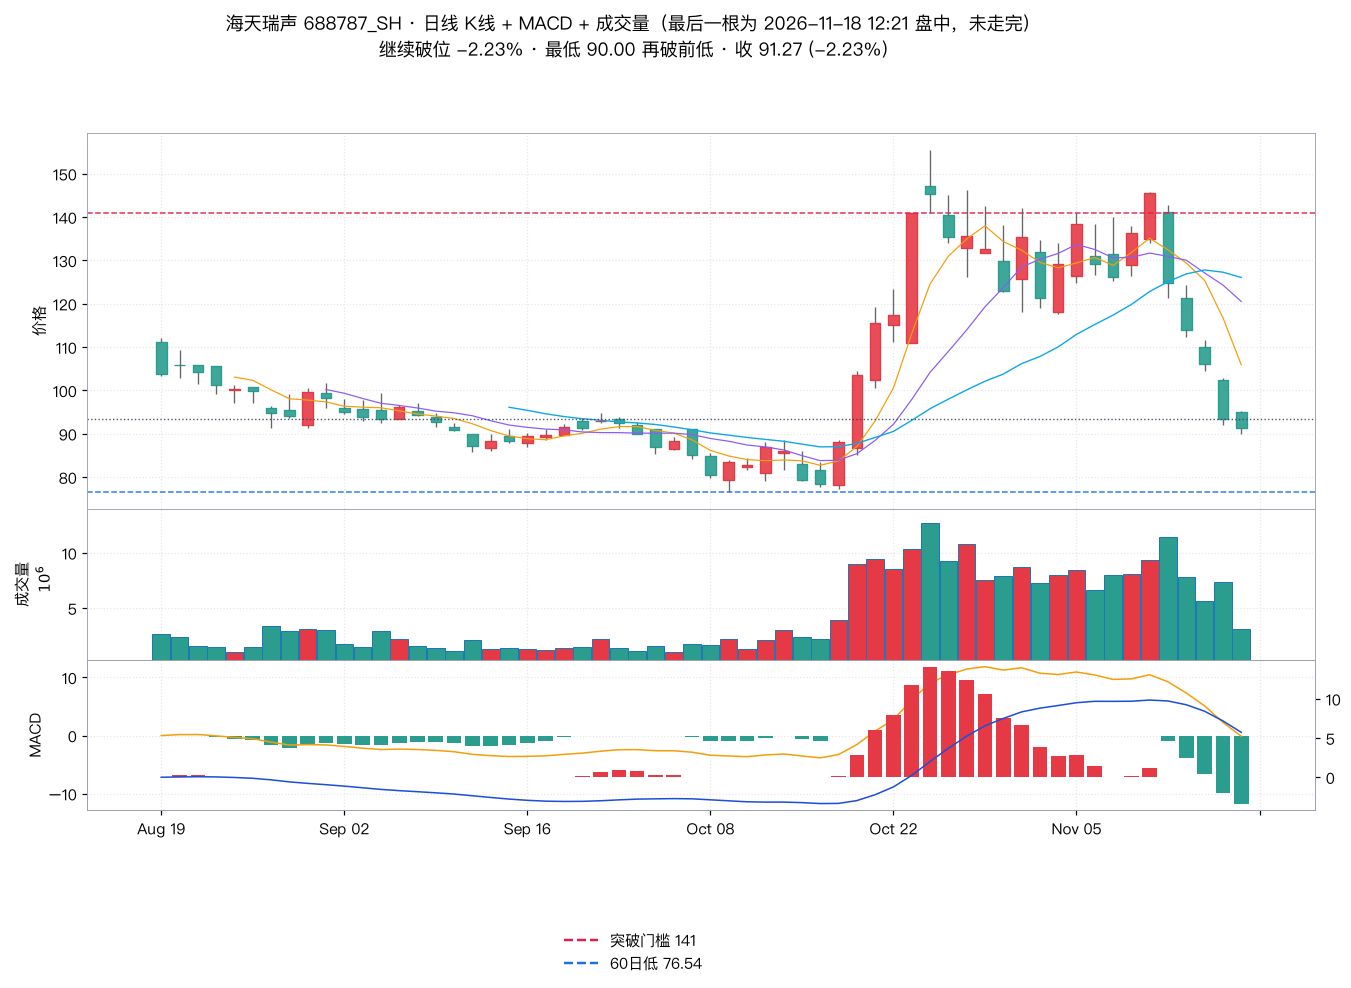 海天瑞声 688787_SH · 日线 K线 + MACD + 成交量（最后一根为 2026−11−18 12:21 盘中，未走完）
继续破位 −2.23% · 最低 90.00 再破前低 · 收 91.27 (−2.23%)
价格
150
140
130
120
110
100
90
80
成交量
10⁶
10
5
MACD
10
0
−10
10
5
0
Aug 19
Sep 02
Sep 16
Oct 08
Oct 22
Nov 05
突破门槛 141
60日低 76.54